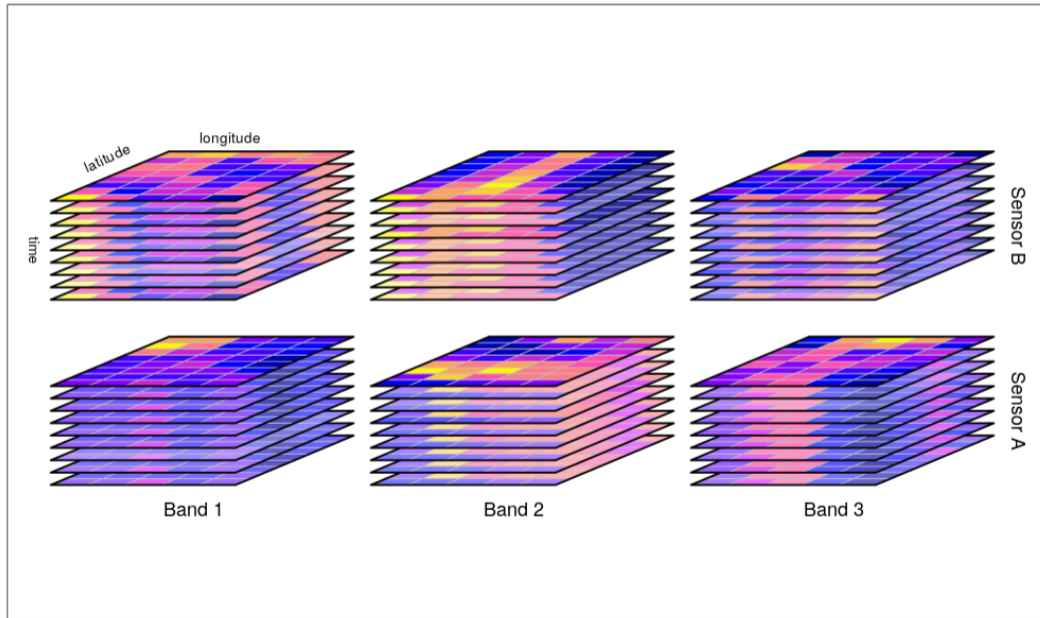 longitude
latitude
time
Sensor B
Sensor A
Band 1
Band 2
Band 3